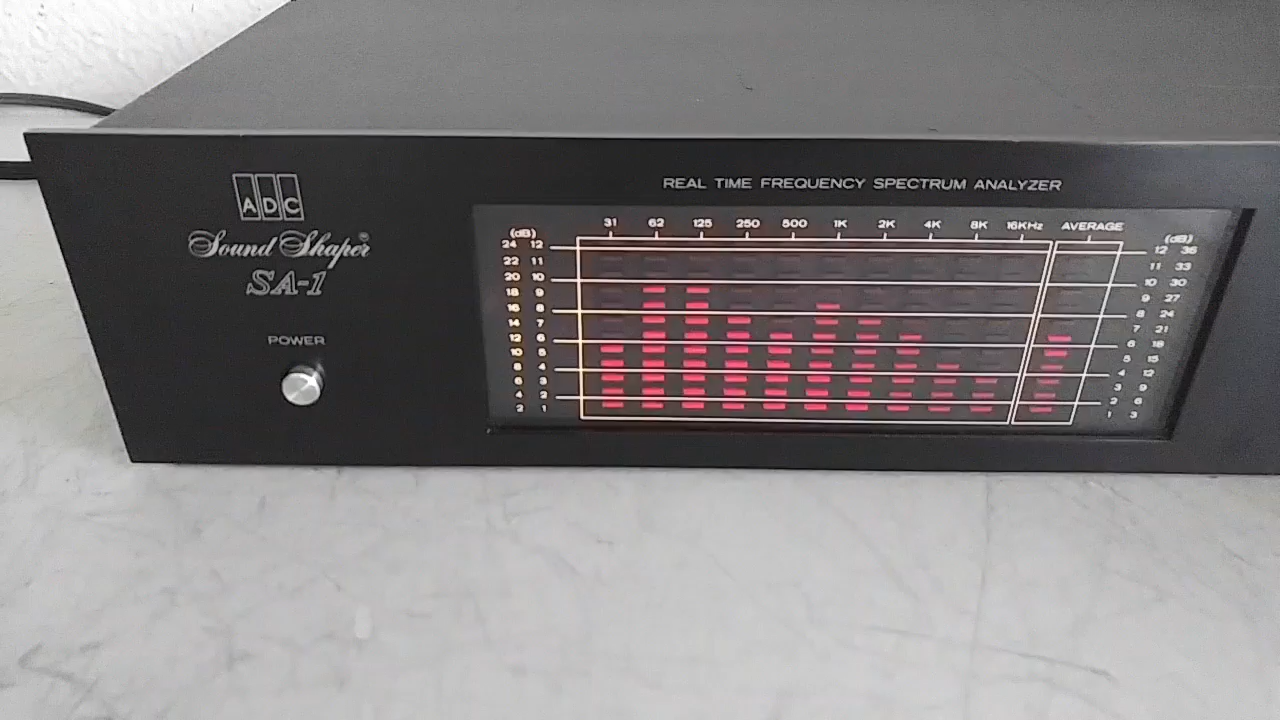 ADC
Sound Shaper®
SA-1
POWER
REAL TIME FREQUENCY SPECTRUM ANALYZER
31 62 125 250 500 1K 2K 4K 8K 16KHz AVERAGE
(dB) (dB)
24 12 12 36
22 11 11 33
20 10 10 30
18 9 9 27
16 8 8 24
14 7 7 21
12 6 6 18
10 5 5 15
8 4 4 12
6 3 3 9
4 2 2 6
2 1 1 3